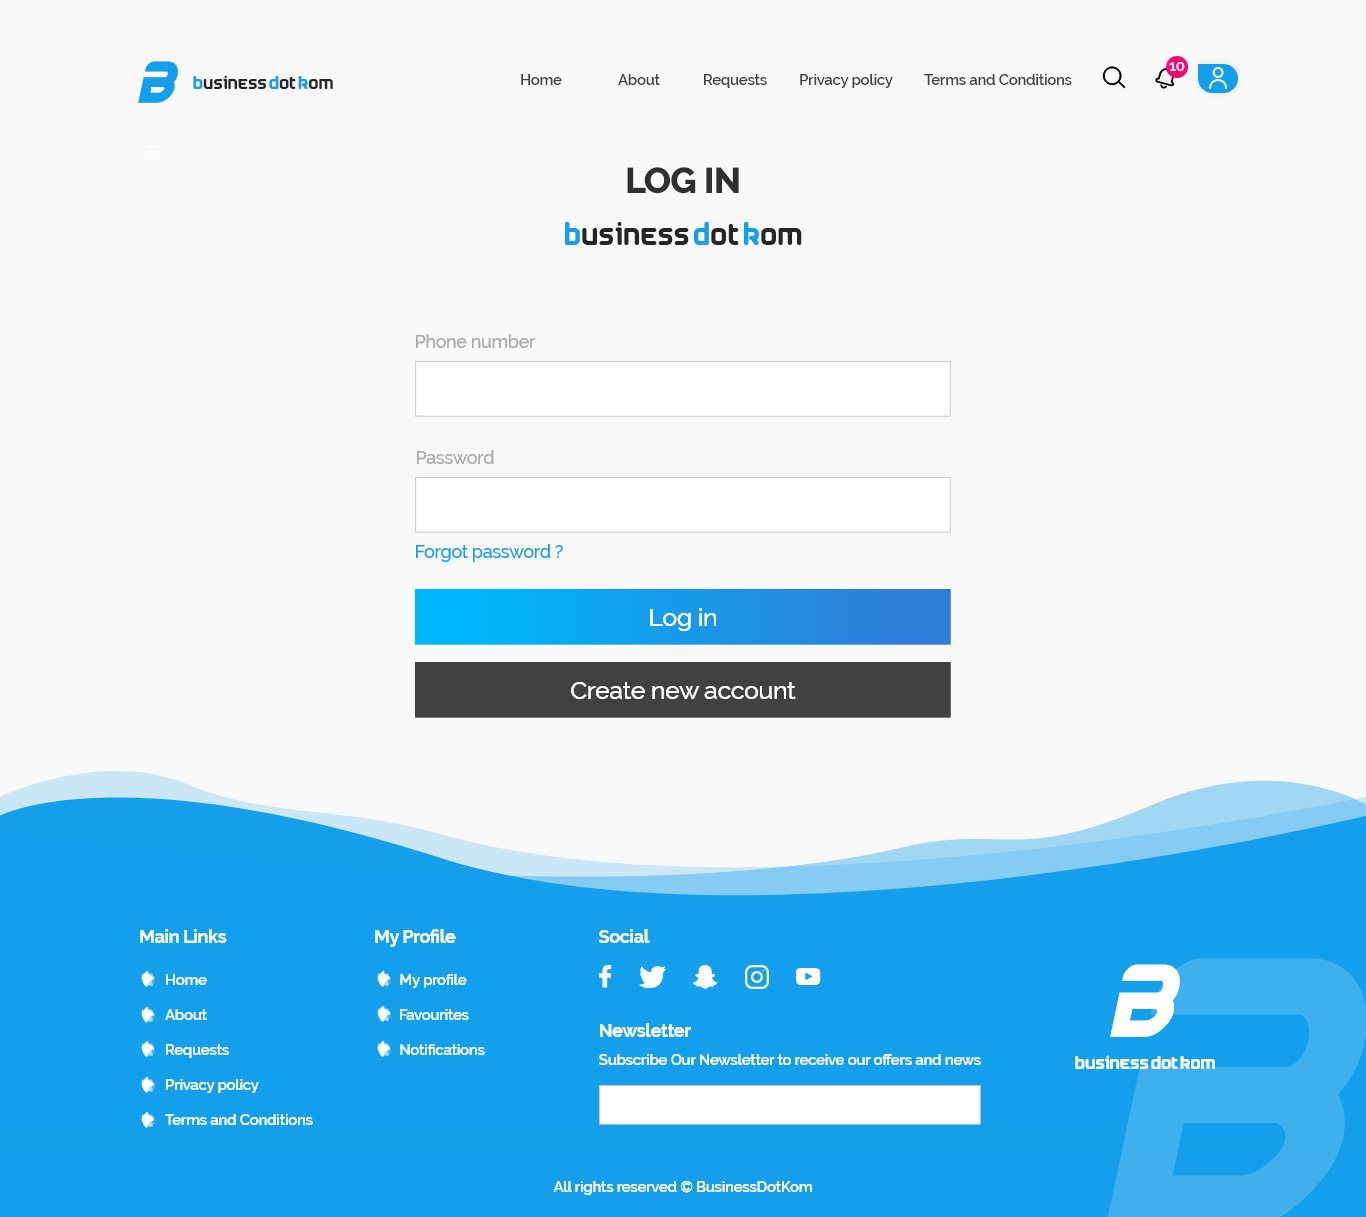 business dot kom
Home About Requests Privacy policy Terms and Conditions
10
LOG IN
business dot kom
Phone number
Password
Forgot password ?
Log in
Create new account
Main Links
Home
About
Requests
Privacy policy
Terms and Conditions
My Profile
My profile
Favourites
Notifications
Social
Newsletter
Subscribe Our Newsletter to receive our offers and news
business dot kom
All rights reserved © BusinessDotKom